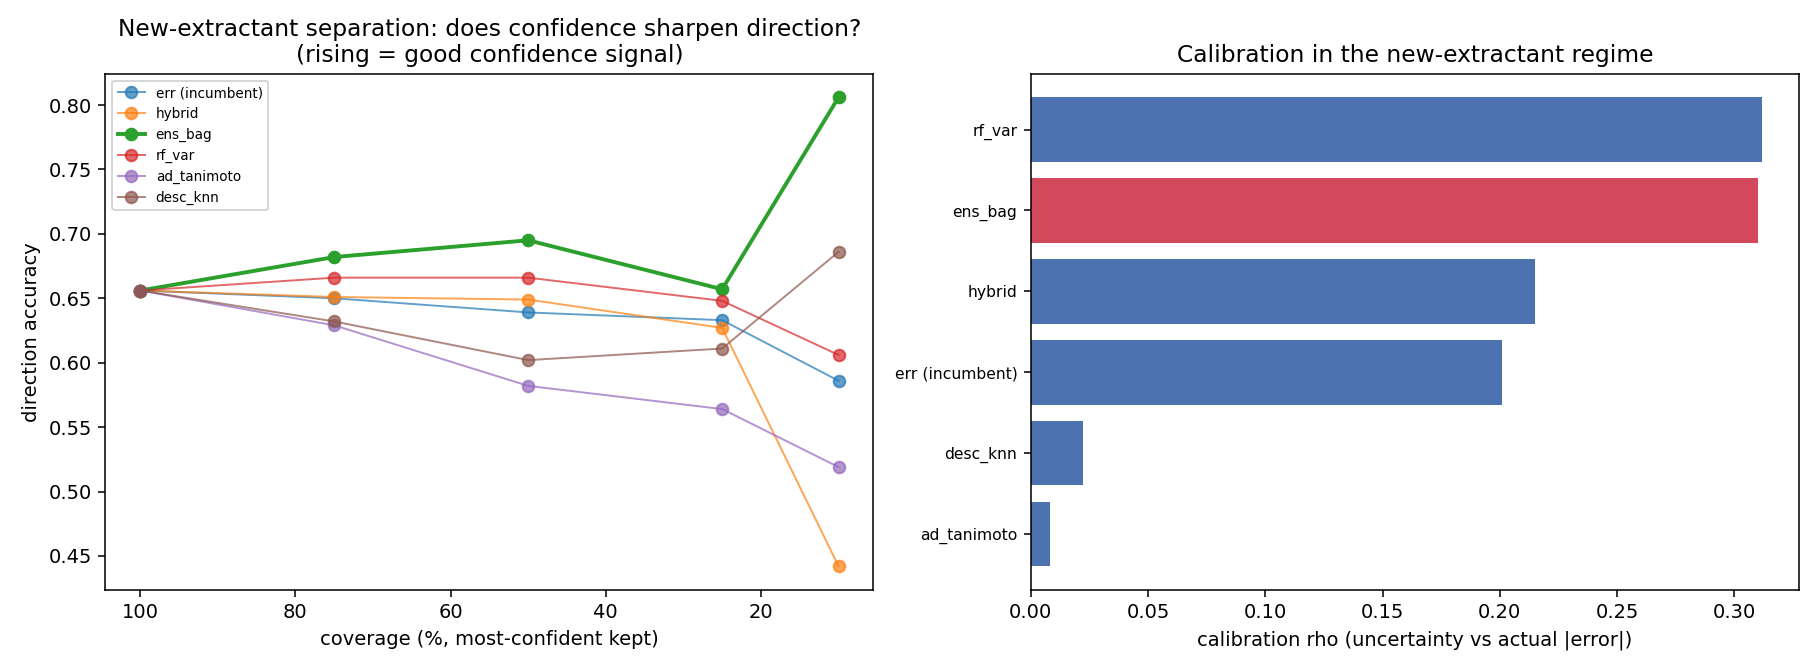 New-extractant separation: does confidence sharpen direction?
(rising = good confidence signal)
err (incumbent)
hybrid
ens_bag
rf_var
ad_tanimoto
desc_knn
direction accuracy
0.80
0.75
0.70
0.65
0.60
0.55
0.50
0.45
100 80 60 40 20
coverage (%, most-confident kept)
Calibration in the new-extractant regime
rf_var
ens_bag
hybrid
err (incumbent)
desc_knn
ad_tanimoto
0.00 0.05 0.10 0.15 0.20 0.25 0.30
calibration rho (uncertainty vs actual |error|)